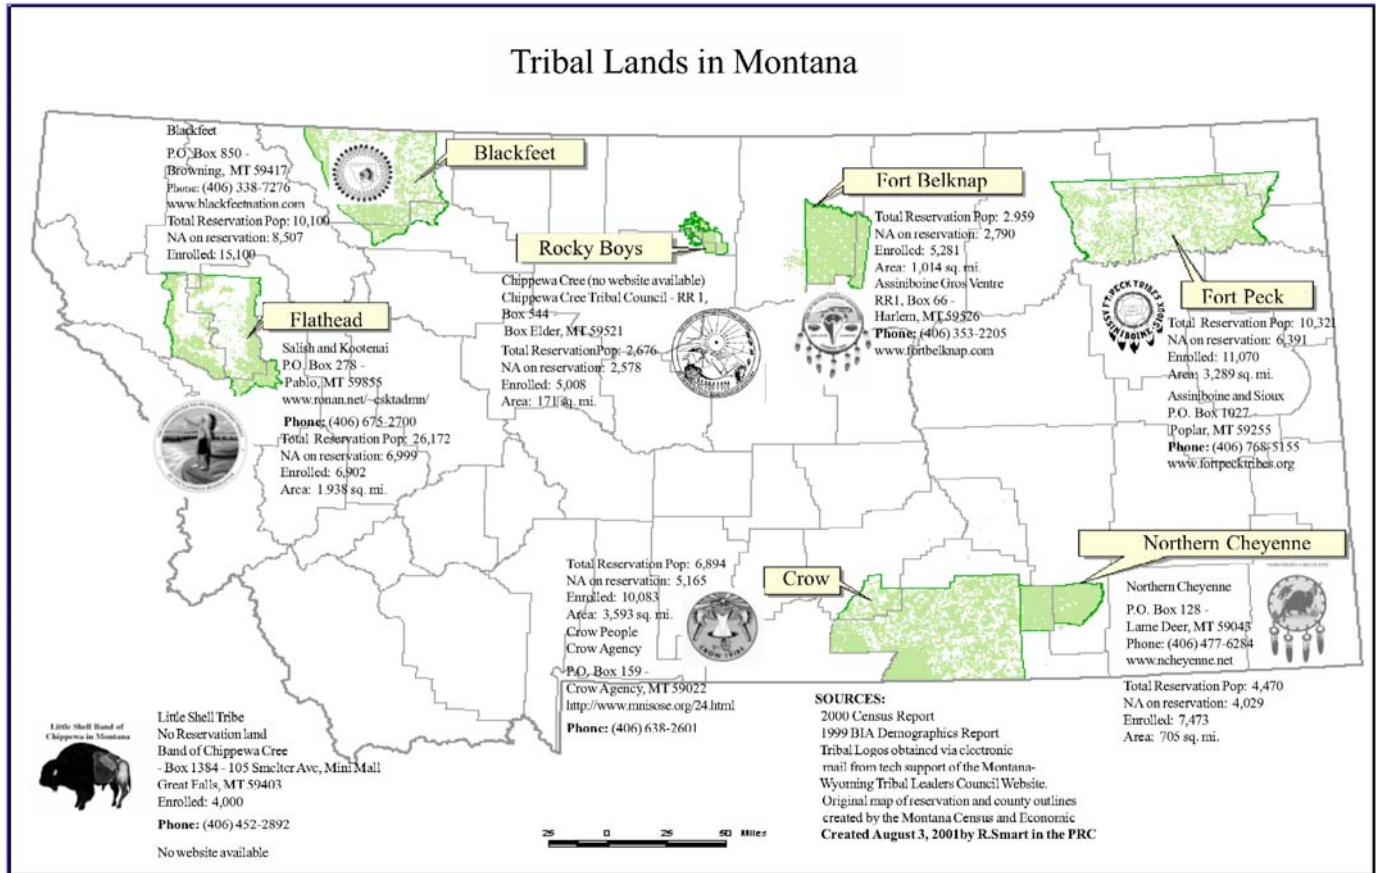 Tribal Lands in Montana
Blackfeet
P.O. Box 850 -
Browning, MT 59417
Phone: (406) 338-7276
www.blackfeetnation.com
Total Reservation Pop: 10,100
NA on reservation: 8,507
Enrolled: 15,100
Blackfeet
Flathead
Salish and Kootenai
P.O. Box 278 -
Pablo, MT 59855
www.ronan.net/~csktadmn/
Phone: (406) 675-2700
Total Reservation Pop: 26,172
NA on reservation: 6,999
Enrolled: 6,902
Area: 1.938 sq. mi.
Rocky Boys
Chippewa Cree (no website available)
Chippewa Cree Tribal Council - RR 1,
Box 544 -
Box Elder, MT 59521
Total Reservation Pop: 2,676
NA on reservation: 2,578
Enrolled: 5,008
Area: 171 sq. mi.
Fort Belknap
Total Reservation Pop: 2.959
NA on reservation: 2,790
Enrolled: 5,281
Area: 1,014 sq. mi.
Assiniboine Gros Ventre
RR1, Box 66 -
Harlem, MT 59526
Phone: (406) 353-2205
www.fortbelknap.com
Fort Peck
FT. PECK TRIBES
ASSINIBOINE SIOUX
Total Reservation Pop: 10,321
NA on reservation: 6,391
Enrolled: 11,070
Area: 3,289 sq. mi.
Assiniboine and Sioux
P.O. Box 1027 -
Poplar, MT 59255
Phone: (406) 768-5155
www.fortpecktribes.org
Crow
Total Reservation Pop: 6,894
NA on reservation: 5,165
Enrolled: 10,083
Area: 3,593 sq. mi.
Crow People
Crow Agency
P.O. Box 159 -
Crow Agency, MT 59022
http://www.mnisose.org/24.html
Phone: (406) 638-2601
CROW TRIBE
Northern Cheyenne
Northern Cheyenne
P.O. Box 128 -
Lame Deer, MT 59043
Phone: (406) 477-6284
www.ncheyenne.net
Total Reservation Pop: 4,470
NA on reservation: 4,029
Enrolled: 7,473
Area: 705 sq. mi.
NORTHERN CHEYENNE
Little Shell Band of
Chippewa in Montana
Little Shell Tribe
No Reservation land
Band of Chippewa Cree
- Box 1384 - 105 Smelter Ave, Mini Mall
Great Falls, MT 59403
Enrolled: 4,000
Phone: (406) 452-2892
No website available
25 0 25 50 Miles
SOURCES:
2000 Census Report
1999 BIA Demographics Report
Tribal Logos obtained via electronic
mail from tech support of the Montana-
Wyoming Tribal Leaders Council Website.
Original map of reservation and county outlines
created by the Montana Census and Economic
Created August 3, 2001by R.Smart in the PRC